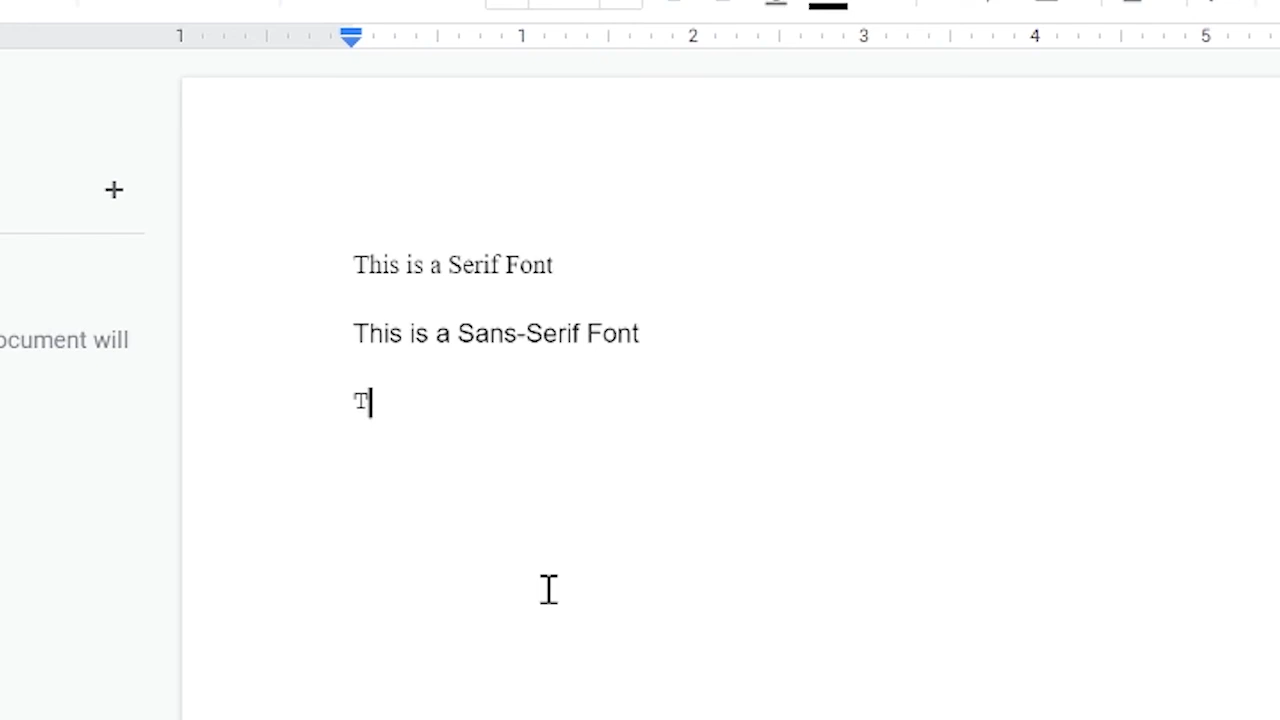 1 1 2 3 4 5
This is a Serif Font
This is a Sans-Serif Font
ocument will
T